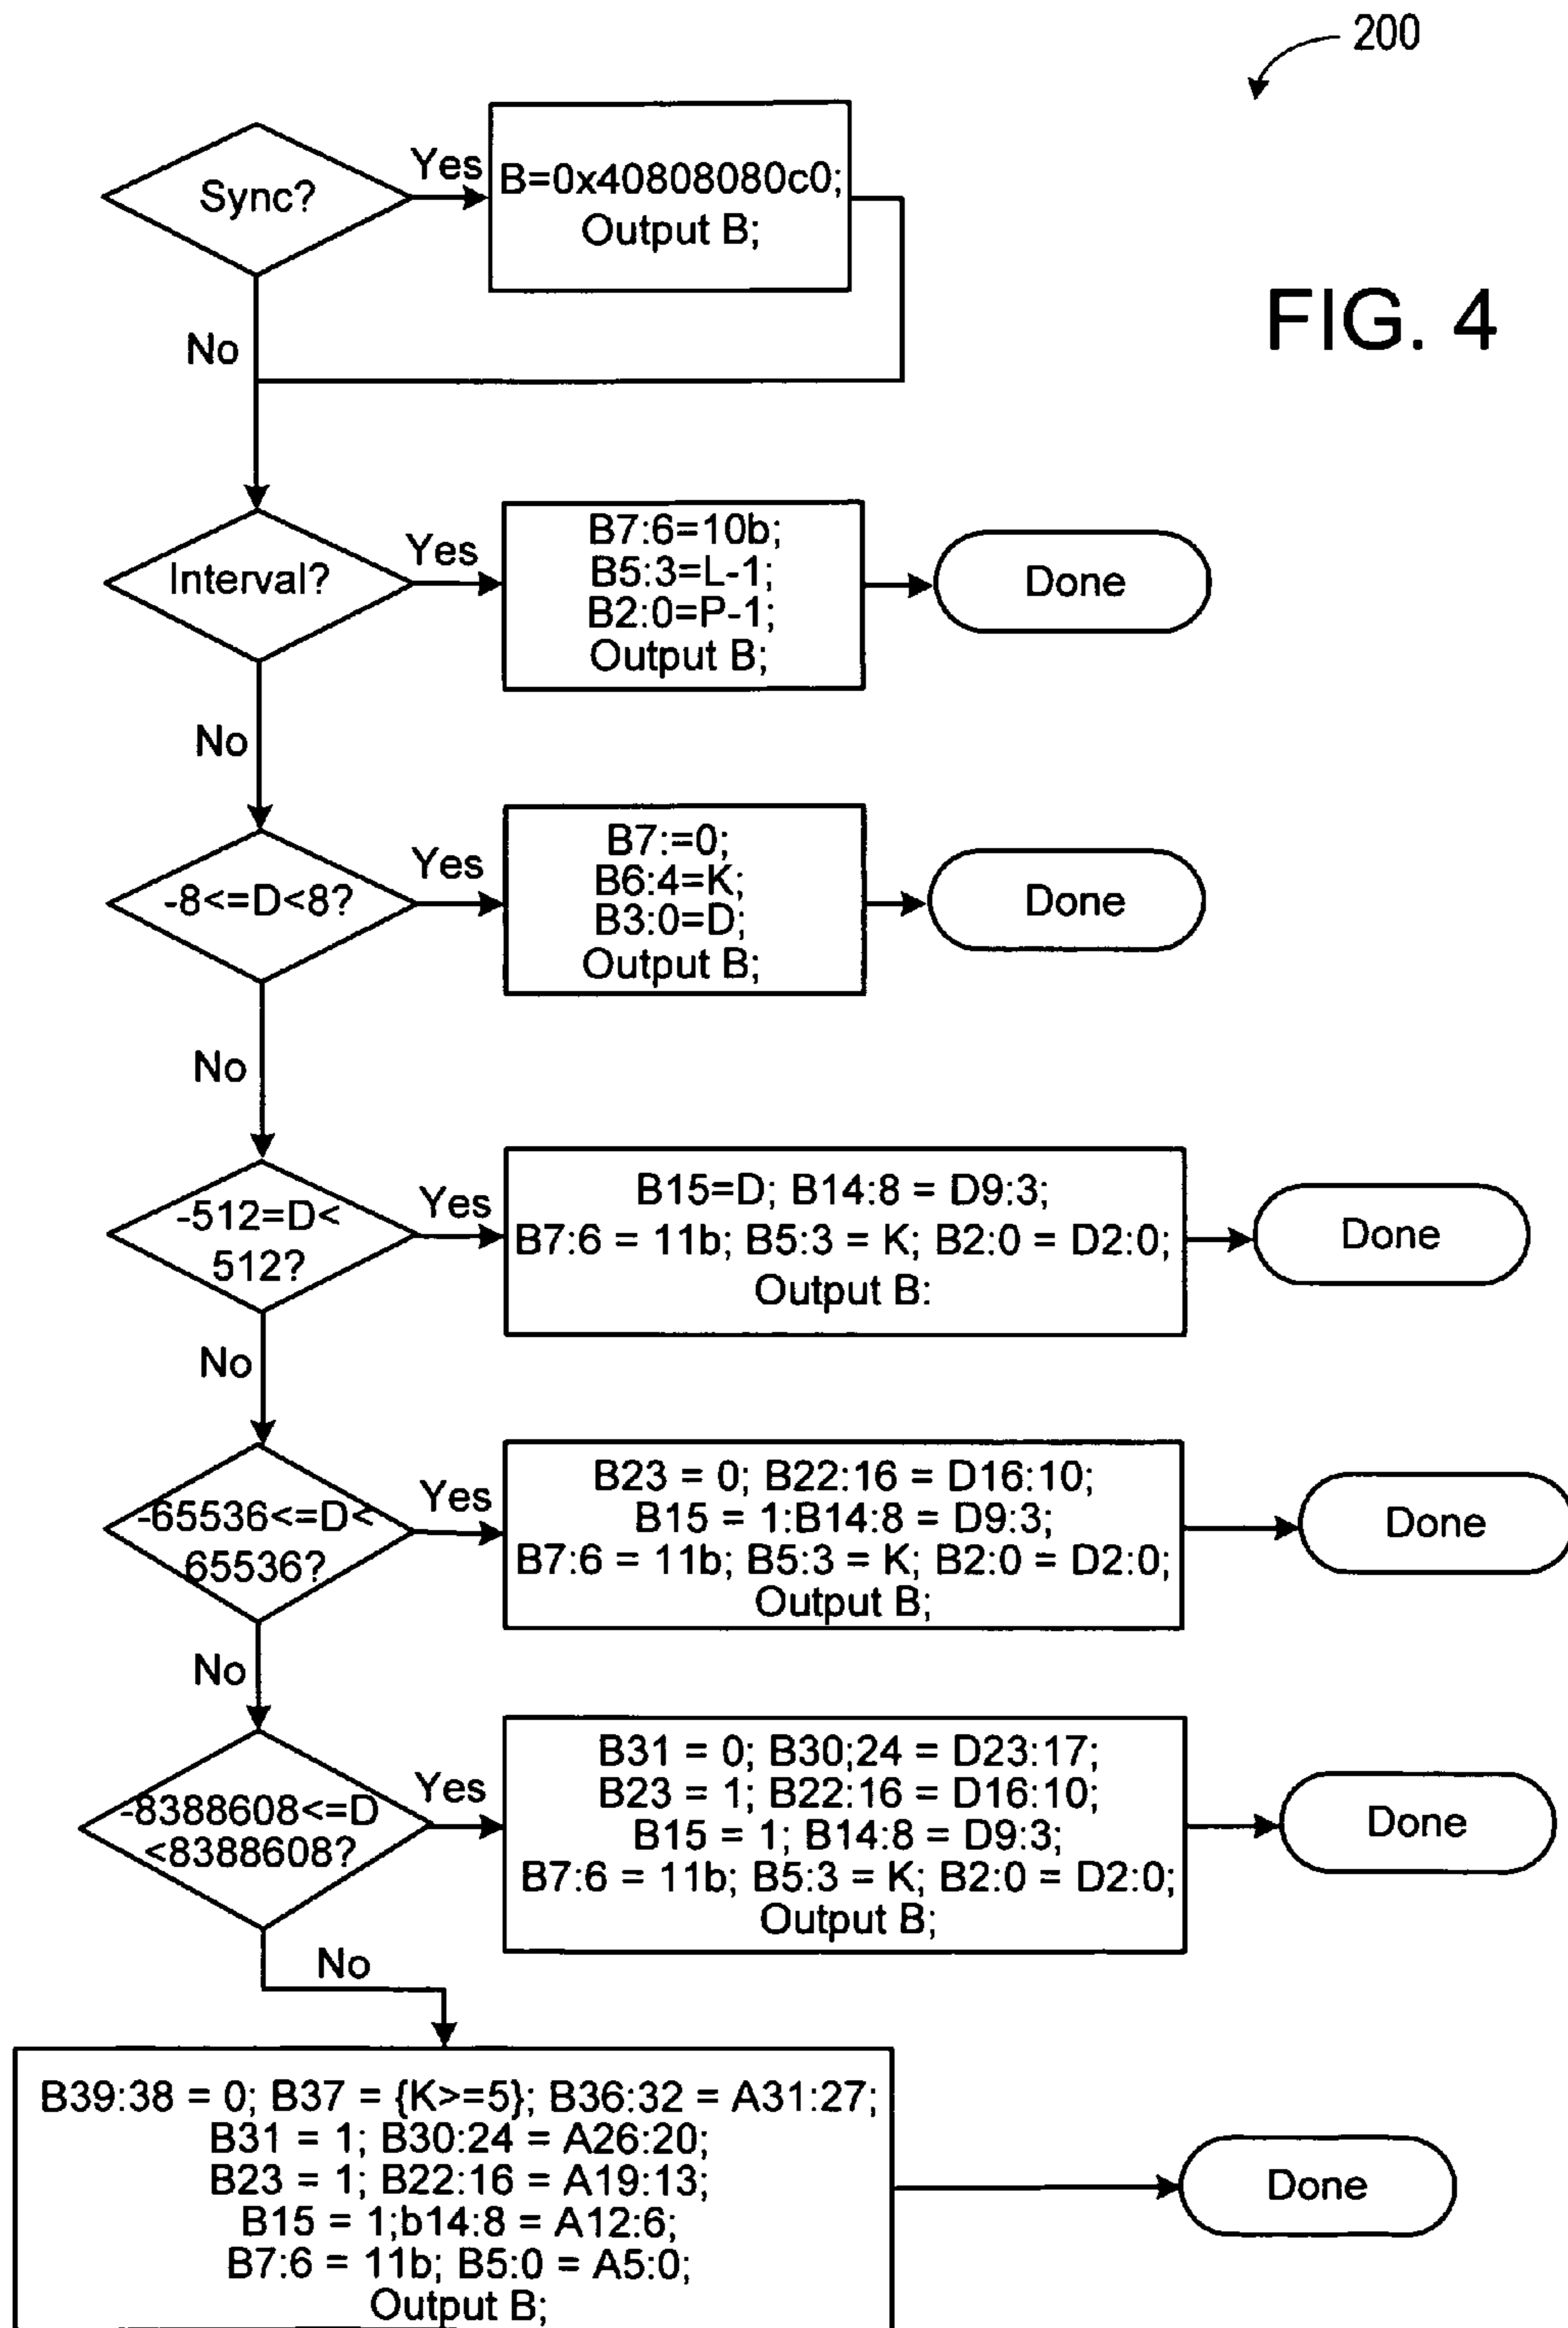 200
Sync?
Yes
B=0x40808080c0;
Output B;
No
FIG. 4
Interval?
Yes
B7:6=10b;
B5:3=L-1;
B2:0=P-1;
Output B;
Done
No
-8<=D<8?
Yes
B7:=0;
B6:4=K;
B3:0=D;
Output B;
Done
No
-512=D<
512?
Yes
B15=D; B14:8 = D9:3;
B7:6 = 11b; B5:3 = K; B2:0 = D2:0;
Output B:
Done
No
-65536<=D<
65536?
Yes
B23 = 0; B22:16 = D16:10;
B15 = 1:B14:8 = D9:3;
B7:6 = 11b; B5:3 = K; B2:0 = D2:0;
Output B;
Done
No
-8388608<=D
<8388608?
Yes
B31 = 0; B30;24 = D23:17;
B23 = 1; B22:16 = D16:10;
B15 = 1; B14:8 = D9:3;
B7:6 = 11b; B5:3 = K; B2:0 = D2:0;
Output B;
Done
No
B39:38 = 0; B37 = {K>=5}; B36:32 = A31:27;
B31 = 1; B30:24 = A26:20;
B23 = 1; B22:16 = A19:13;
B15 = 1;b14:8 = A12:6;
B7:6 = 11b; B5:0 = A5:0;
Output B;
Done